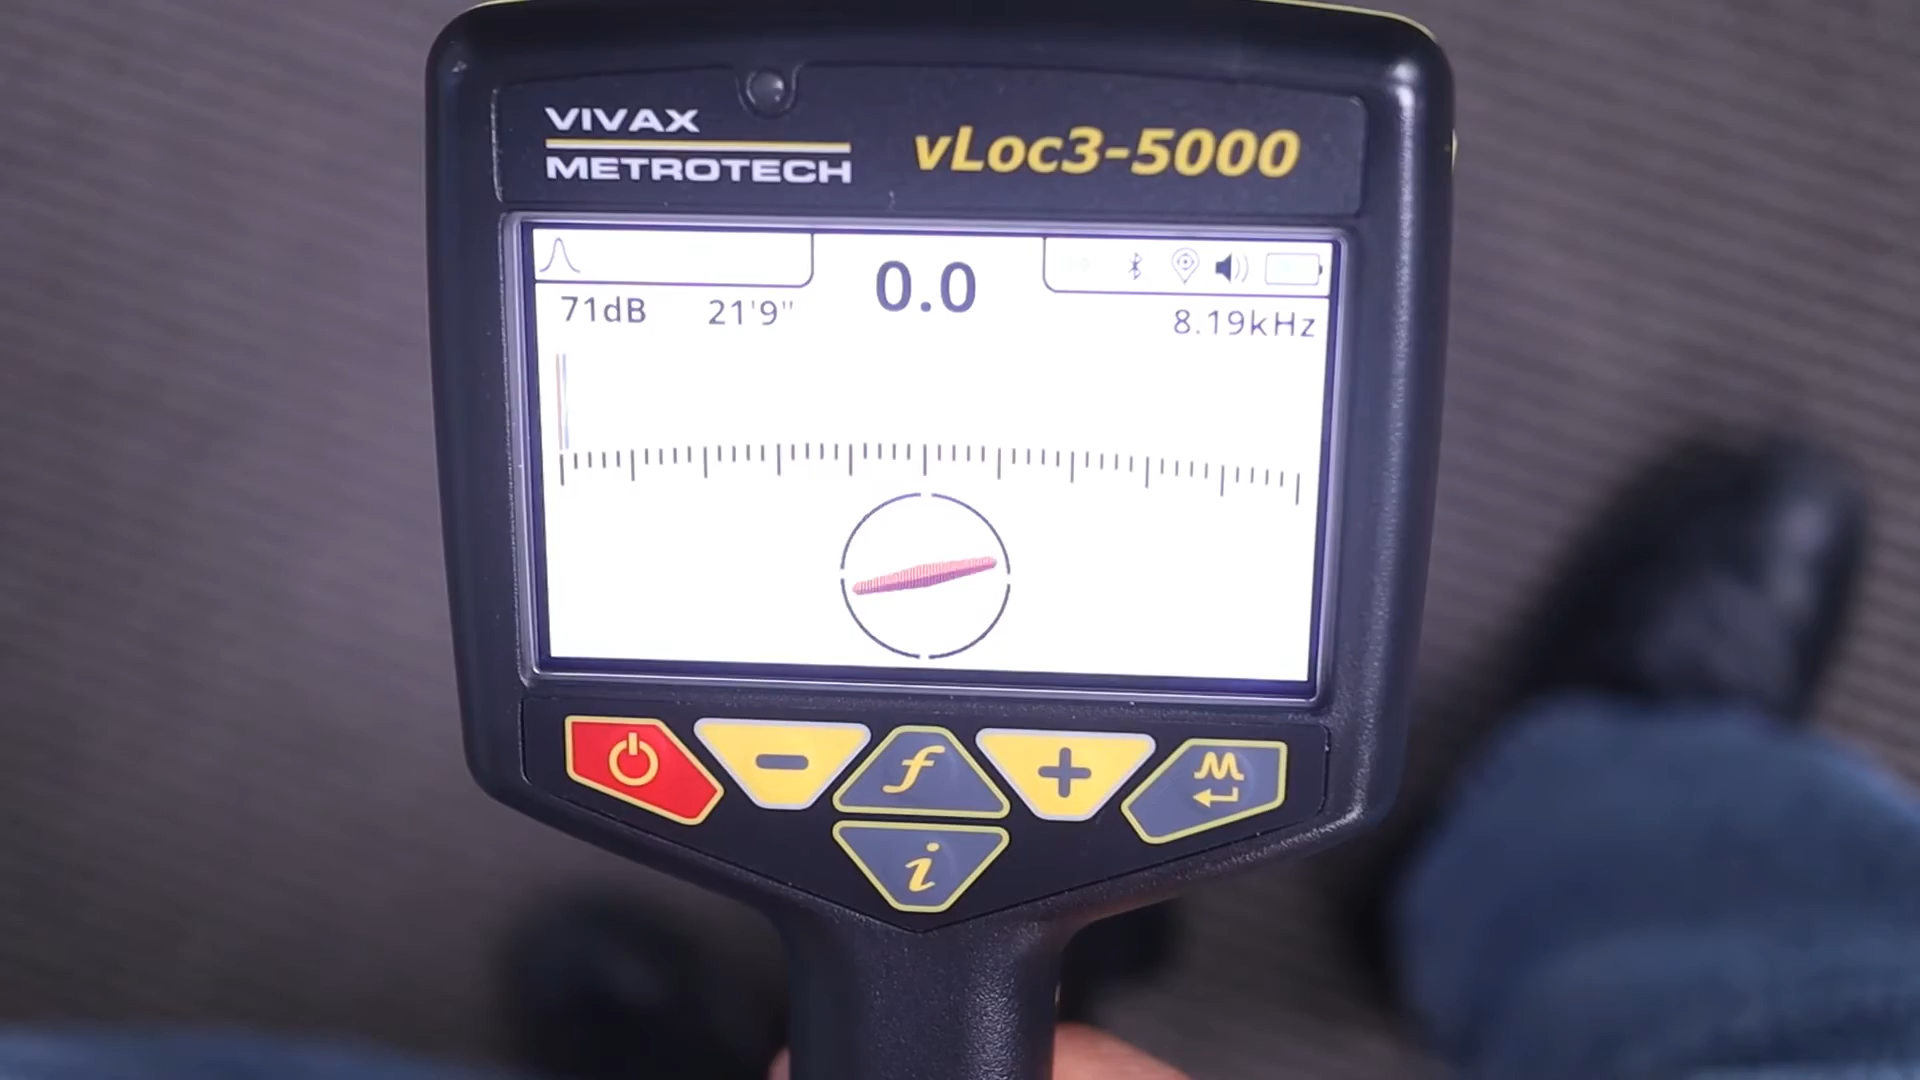 VIVAX
METROTECH
vLoc3-5000
0.0
71dB 21'9"
8.19kHz
-
f
+
i